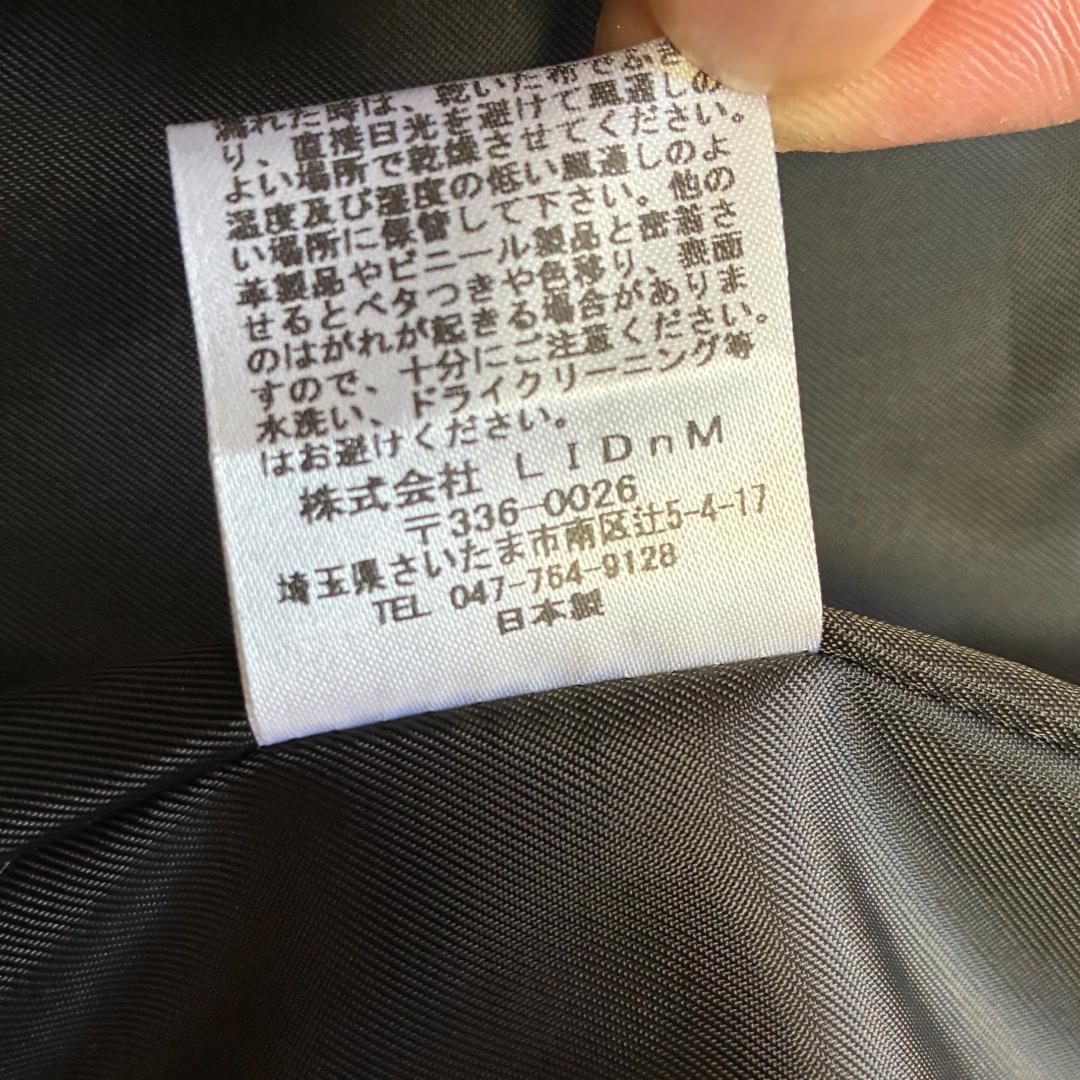 濡れた時は、乾いた布でふき
り、直接日光を避けて風通しの
よい場所で乾燥させてください。
温度及び湿度の低い風通しのよ
い場所に保管して下さい。他の
革製品やビニール製品と密着さ
せるとベタつきや色移り、表面
のはがれが起きる場合がありま
すので、十分にご注意ください。
水洗い、ドライクリーニング等
はお避けください。
株式会社 LIDnM
〒336-0026
埼玉県さいたま市南区辻5-4-17
TEL 047-764-9128
日本製